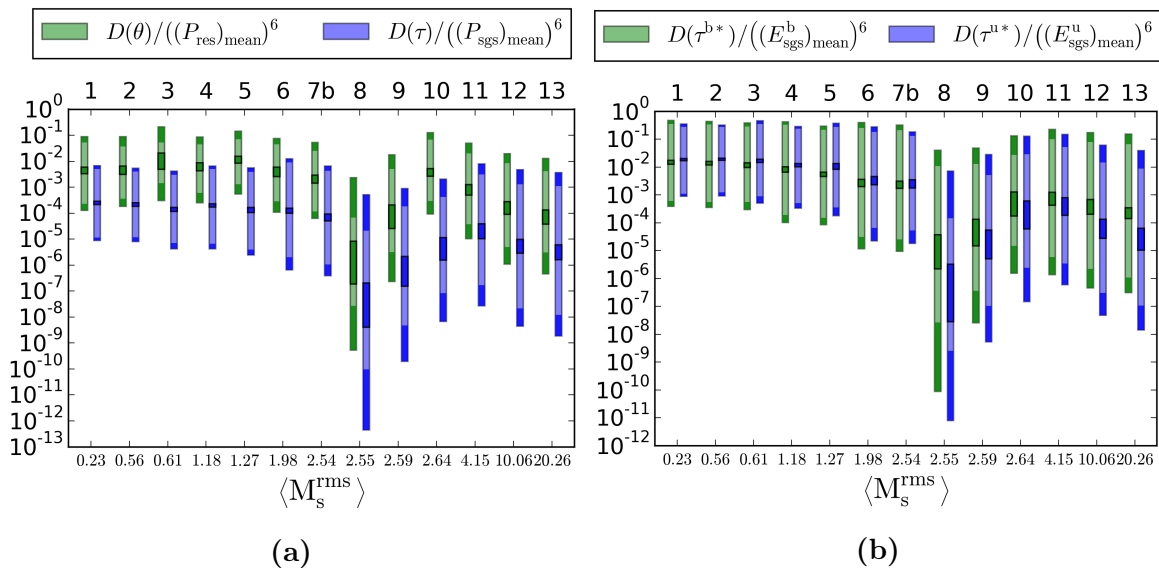 D(θ)/((P_res)_mean)^6 D(τ)/((P_sgs)_mean)^6
1 2 3 4 5 6 7b 8 9 10 11 12 13
10^0
10^-1
10^-2
10^-3
10^-4
10^-5
10^-6
10^-7
10^-8
10^-9
10^-10
10^-11
10^-12
10^-13
0.23 0.56 0.61 1.18 1.27 1.98 2.54 2.55 2.59 2.64 4.15 10.06 20.26
⟨M_s^rms⟩
(a)
D(τ^b*)/((E_sgs^b)_mean)^6 D(τ^u*)/((E_sgs^u)_mean)^6
1 2 3 4 5 6 7b 8 9 10 11 12 13
10^0
10^-1
10^-2
10^-3
10^-4
10^-5
10^-6
10^-7
10^-8
10^-9
10^-10
10^-11
10^-12
0.23 0.56 0.61 1.18 1.27 1.98 2.54 2.55 2.59 2.64 4.15 10.06 20.26
⟨M_s^rms⟩
(b)